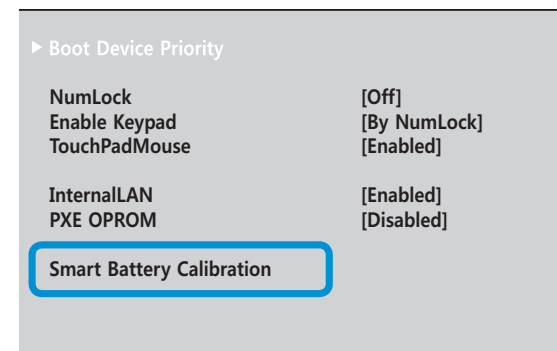 ▶ Boot Device Priority
NumLock [Off]
Enable Keypad [By NumLock]
TouchPadMouse [Enabled]
InternalLAN [Enabled]
PXE OPROM [Disabled]
Smart Battery Calibration